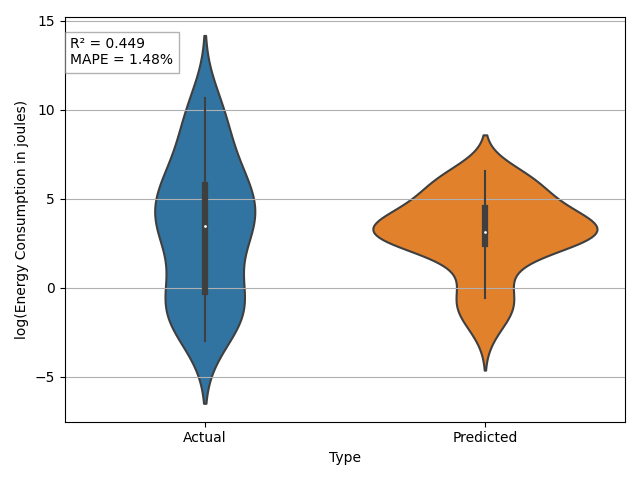 R² = 0.449
MAPE = 1.48%
15
10
5
0
−5
log(Energy Consumption in joules)
Actual
Predicted
Type